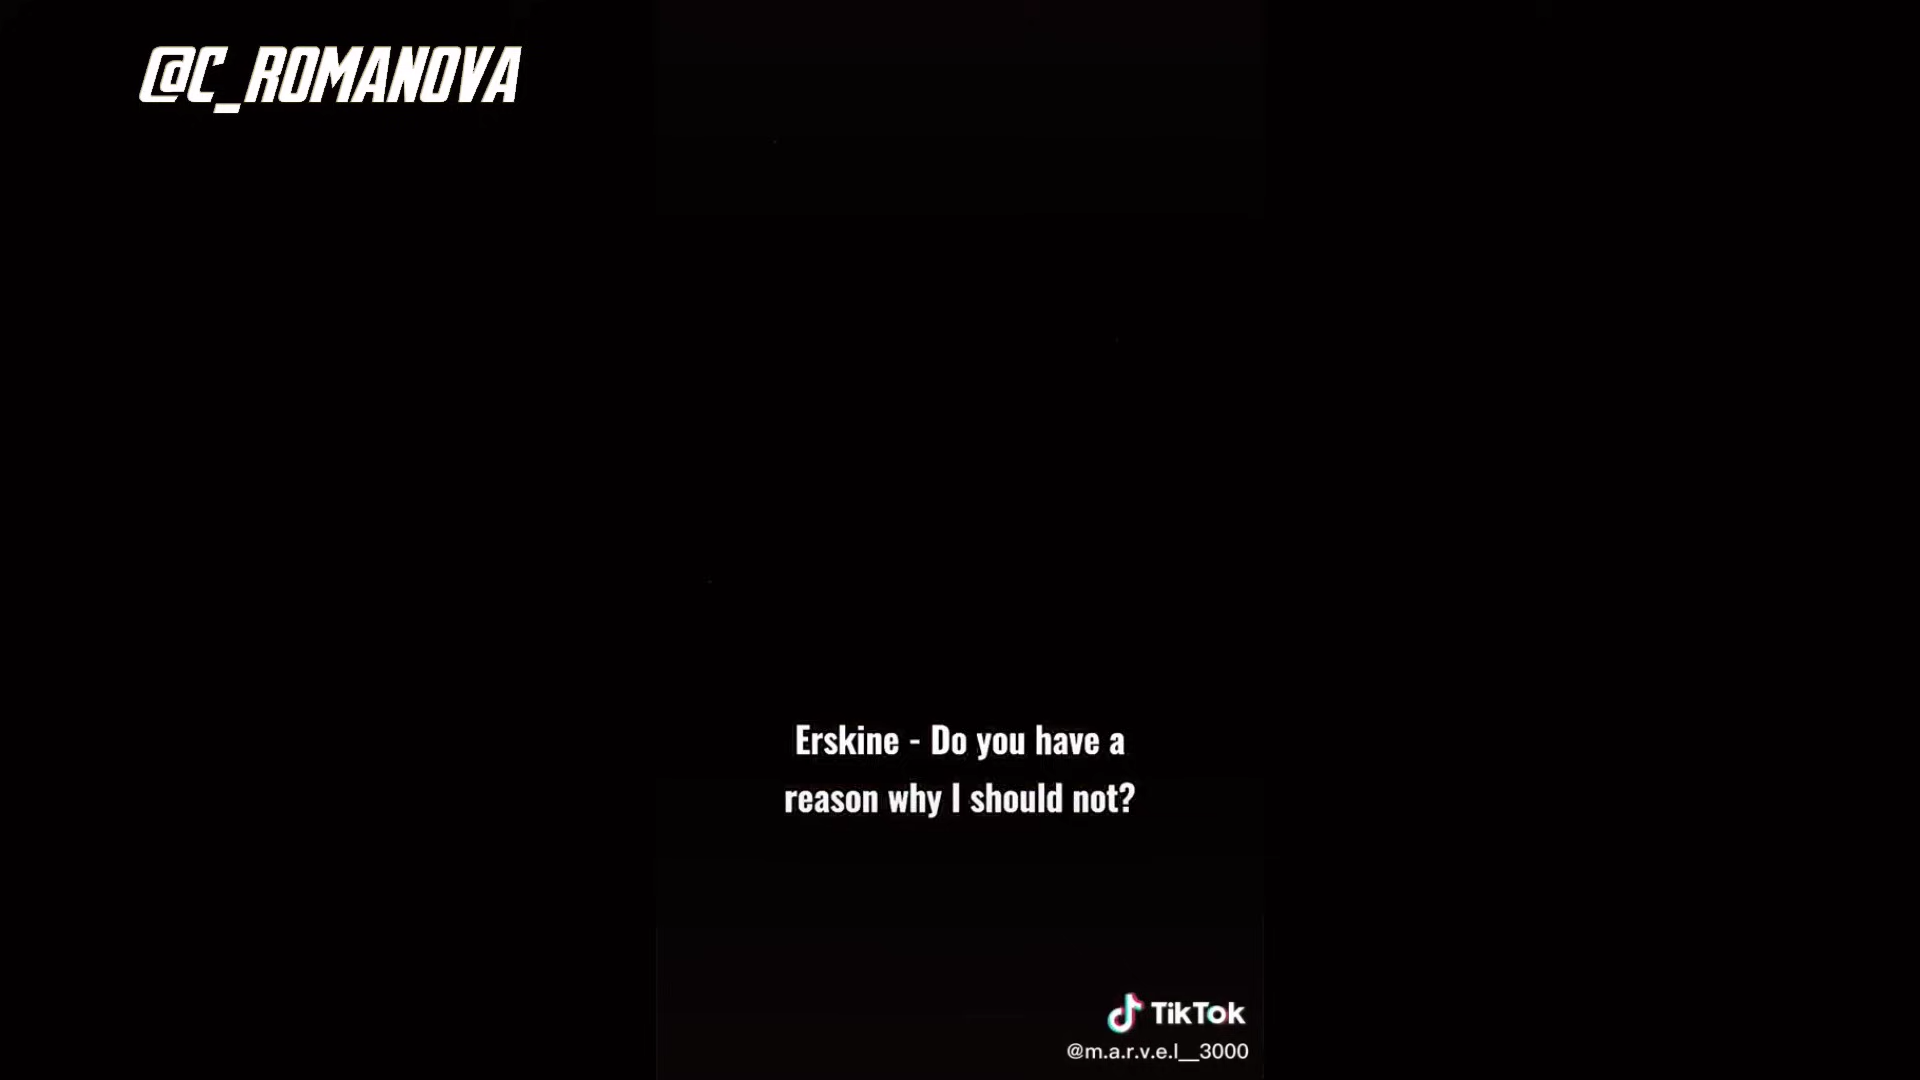 @C_ROMANOVA
Erskine - Do you have a
reason why I should not?
TikTok
@m.a.r.v.e.l__3000